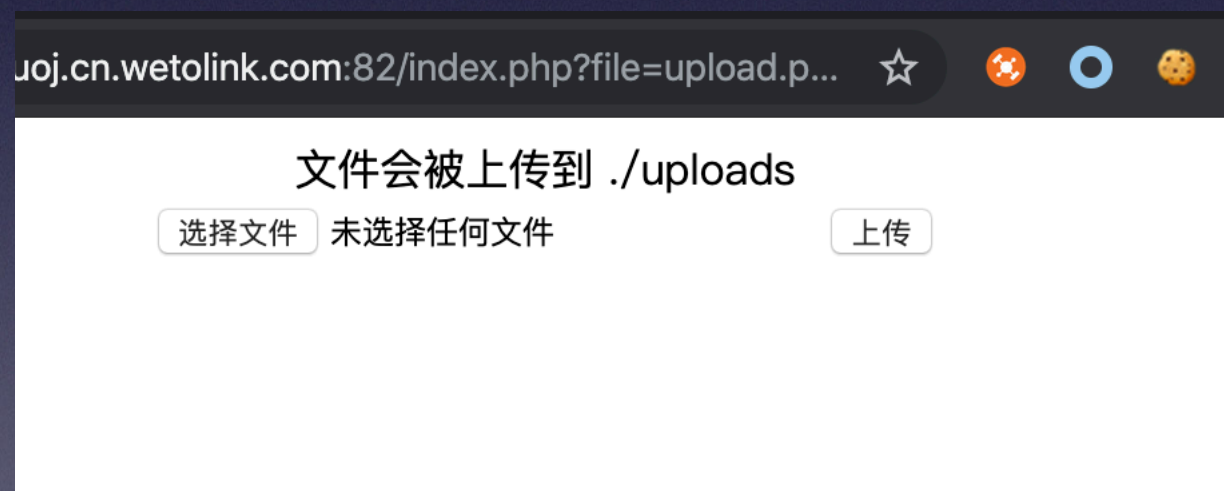 uoj.cn.wetolink.com:82/index.php?file=upload.p...
文件会被上传到 ./uploads
选择文件 未选择任何文件 上传